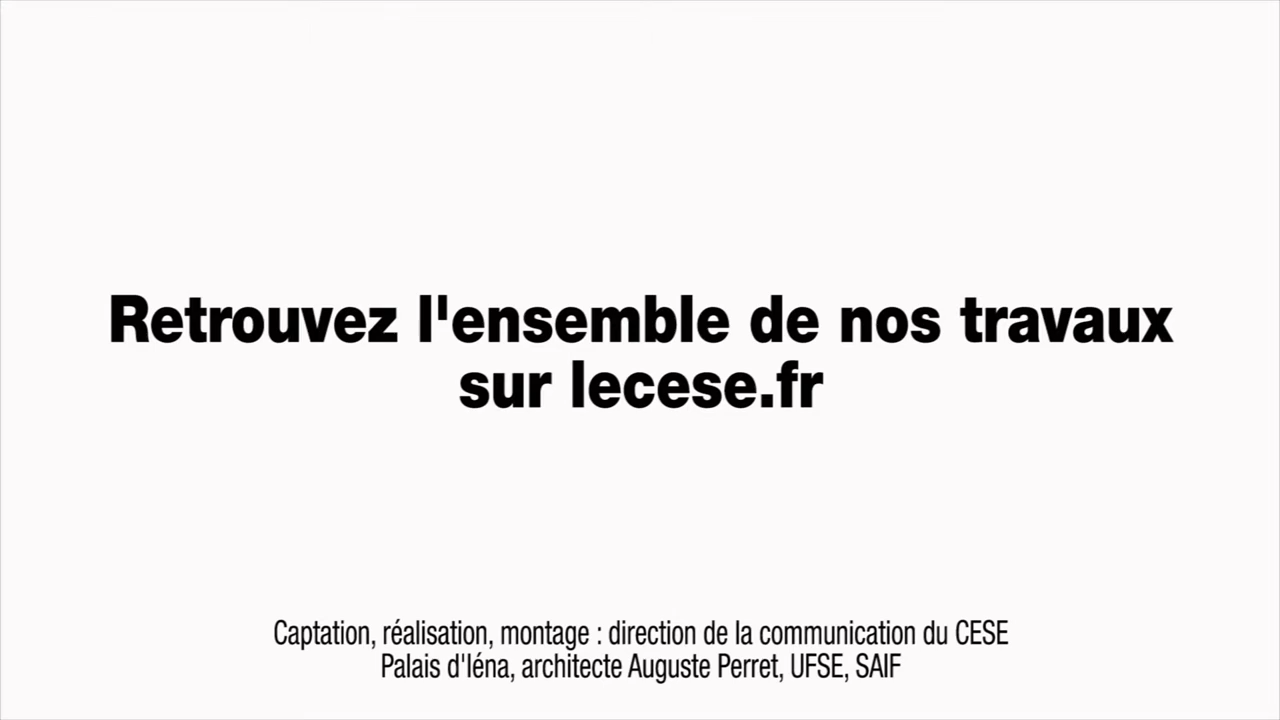 Retrouvez l'ensemble de nos travaux
sur lecese.fr
Captation, réalisation, montage : direction de la communication du CESE
Palais d'Iéna, architecte Auguste Perret, UFSE, SAIF